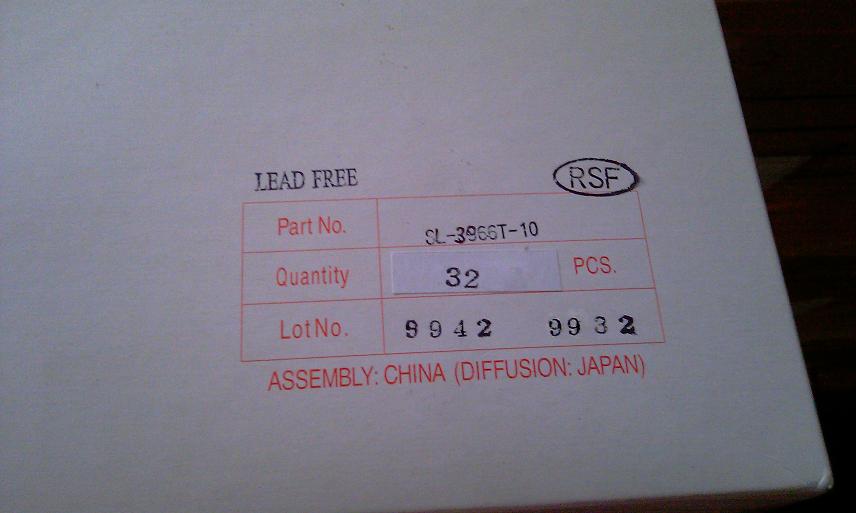 LEAD FREE RSF
Part No. SL-3966T-10
Quantity 32 PCS.
Lot No. 9942 9932
ASSEMBLY: CHINA (DIFFUSION: JAPAN)